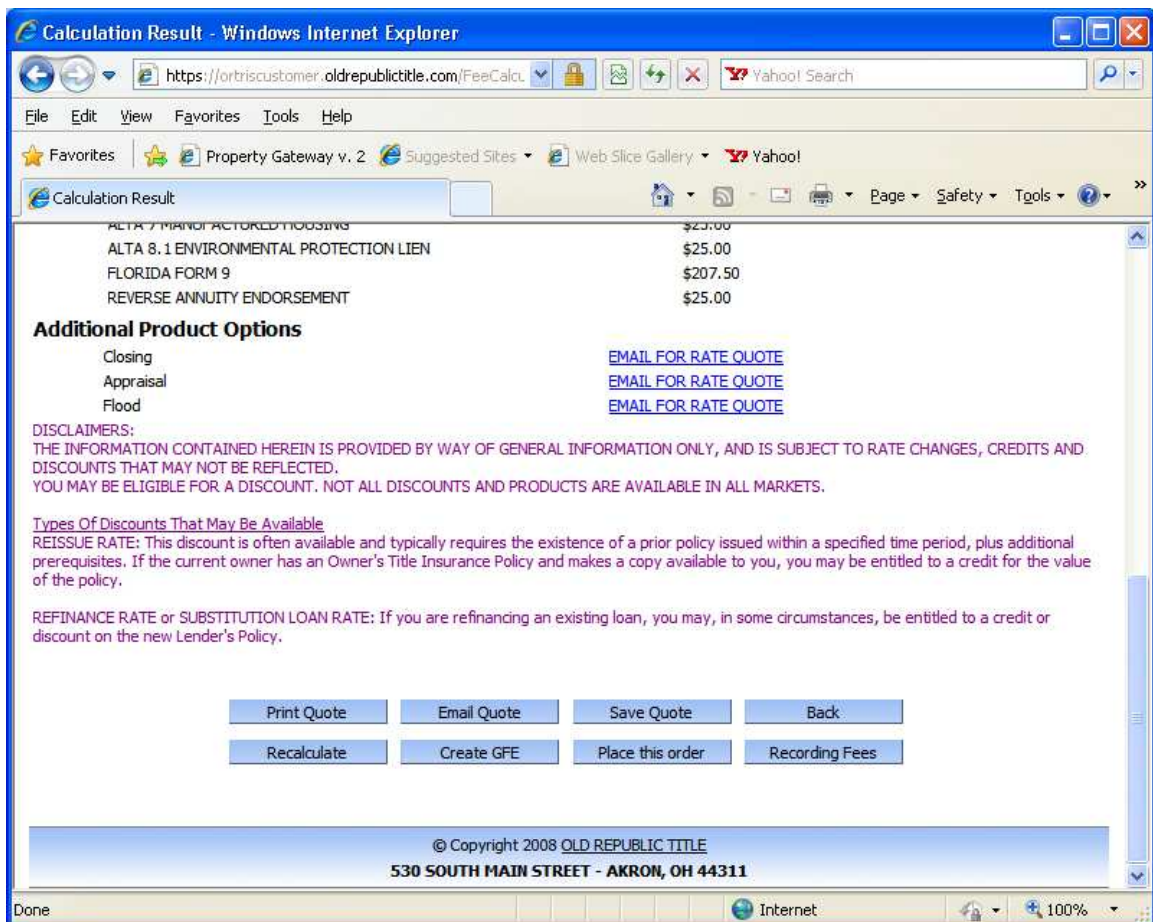 Calculation Result - Windows Internet Explorer
https://ortriscustomer.oldrepublictitle.com/FeeCalcu
Yahoo! Search
File Edit View Favorites Tools Help
Favorites Property Gateway v. 2 Suggested Sites Web Slice Gallery Yahoo!
Calculation Result Page Safety Tools »
ALTA 7 MANUFACTURED HOUSING $25.00
ALTA 8.1 ENVIRONMENTAL PROTECTION LIEN $25.00
FLORIDA FORM 9 $207.50
REVERSE ANNUITY ENDORSEMENT $25.00
Additional Product Options
Closing EMAIL FOR RATE QUOTE
Appraisal EMAIL FOR RATE QUOTE
Flood EMAIL FOR RATE QUOTE
DISCLAIMERS:
THE INFORMATION CONTAINED HEREIN IS PROVIDED BY WAY OF GENERAL INFORMATION ONLY, AND IS SUBJECT TO RATE CHANGES, CREDITS AND
DISCOUNTS THAT MAY NOT BE REFLECTED.
YOU MAY BE ELIGIBLE FOR A DISCOUNT. NOT ALL DISCOUNTS AND PRODUCTS ARE AVAILABLE IN ALL MARKETS.
Types Of Discounts That May Be Available
REISSUE RATE: This discount is often available and typically requires the existence of a prior policy issued within a specified time period, plus additional
prerequisites. If the current owner has an Owner's Title Insurance Policy and makes a copy available to you, you may be entitled to a credit for the value
of the policy.
REFINANCE RATE or SUBSTITUTION LOAN RATE: If you are refinancing an existing loan, you may, in some circumstances, be entitled to a credit or
discount on the new Lender's Policy.
Print Quote Email Quote Save Quote Back
Recalculate Create GFE Place this order Recording Fees
© Copyright 2008 OLD REPUBLIC TITLE
530 SOUTH MAIN STREET - AKRON, OH 44311
Done Internet 100%